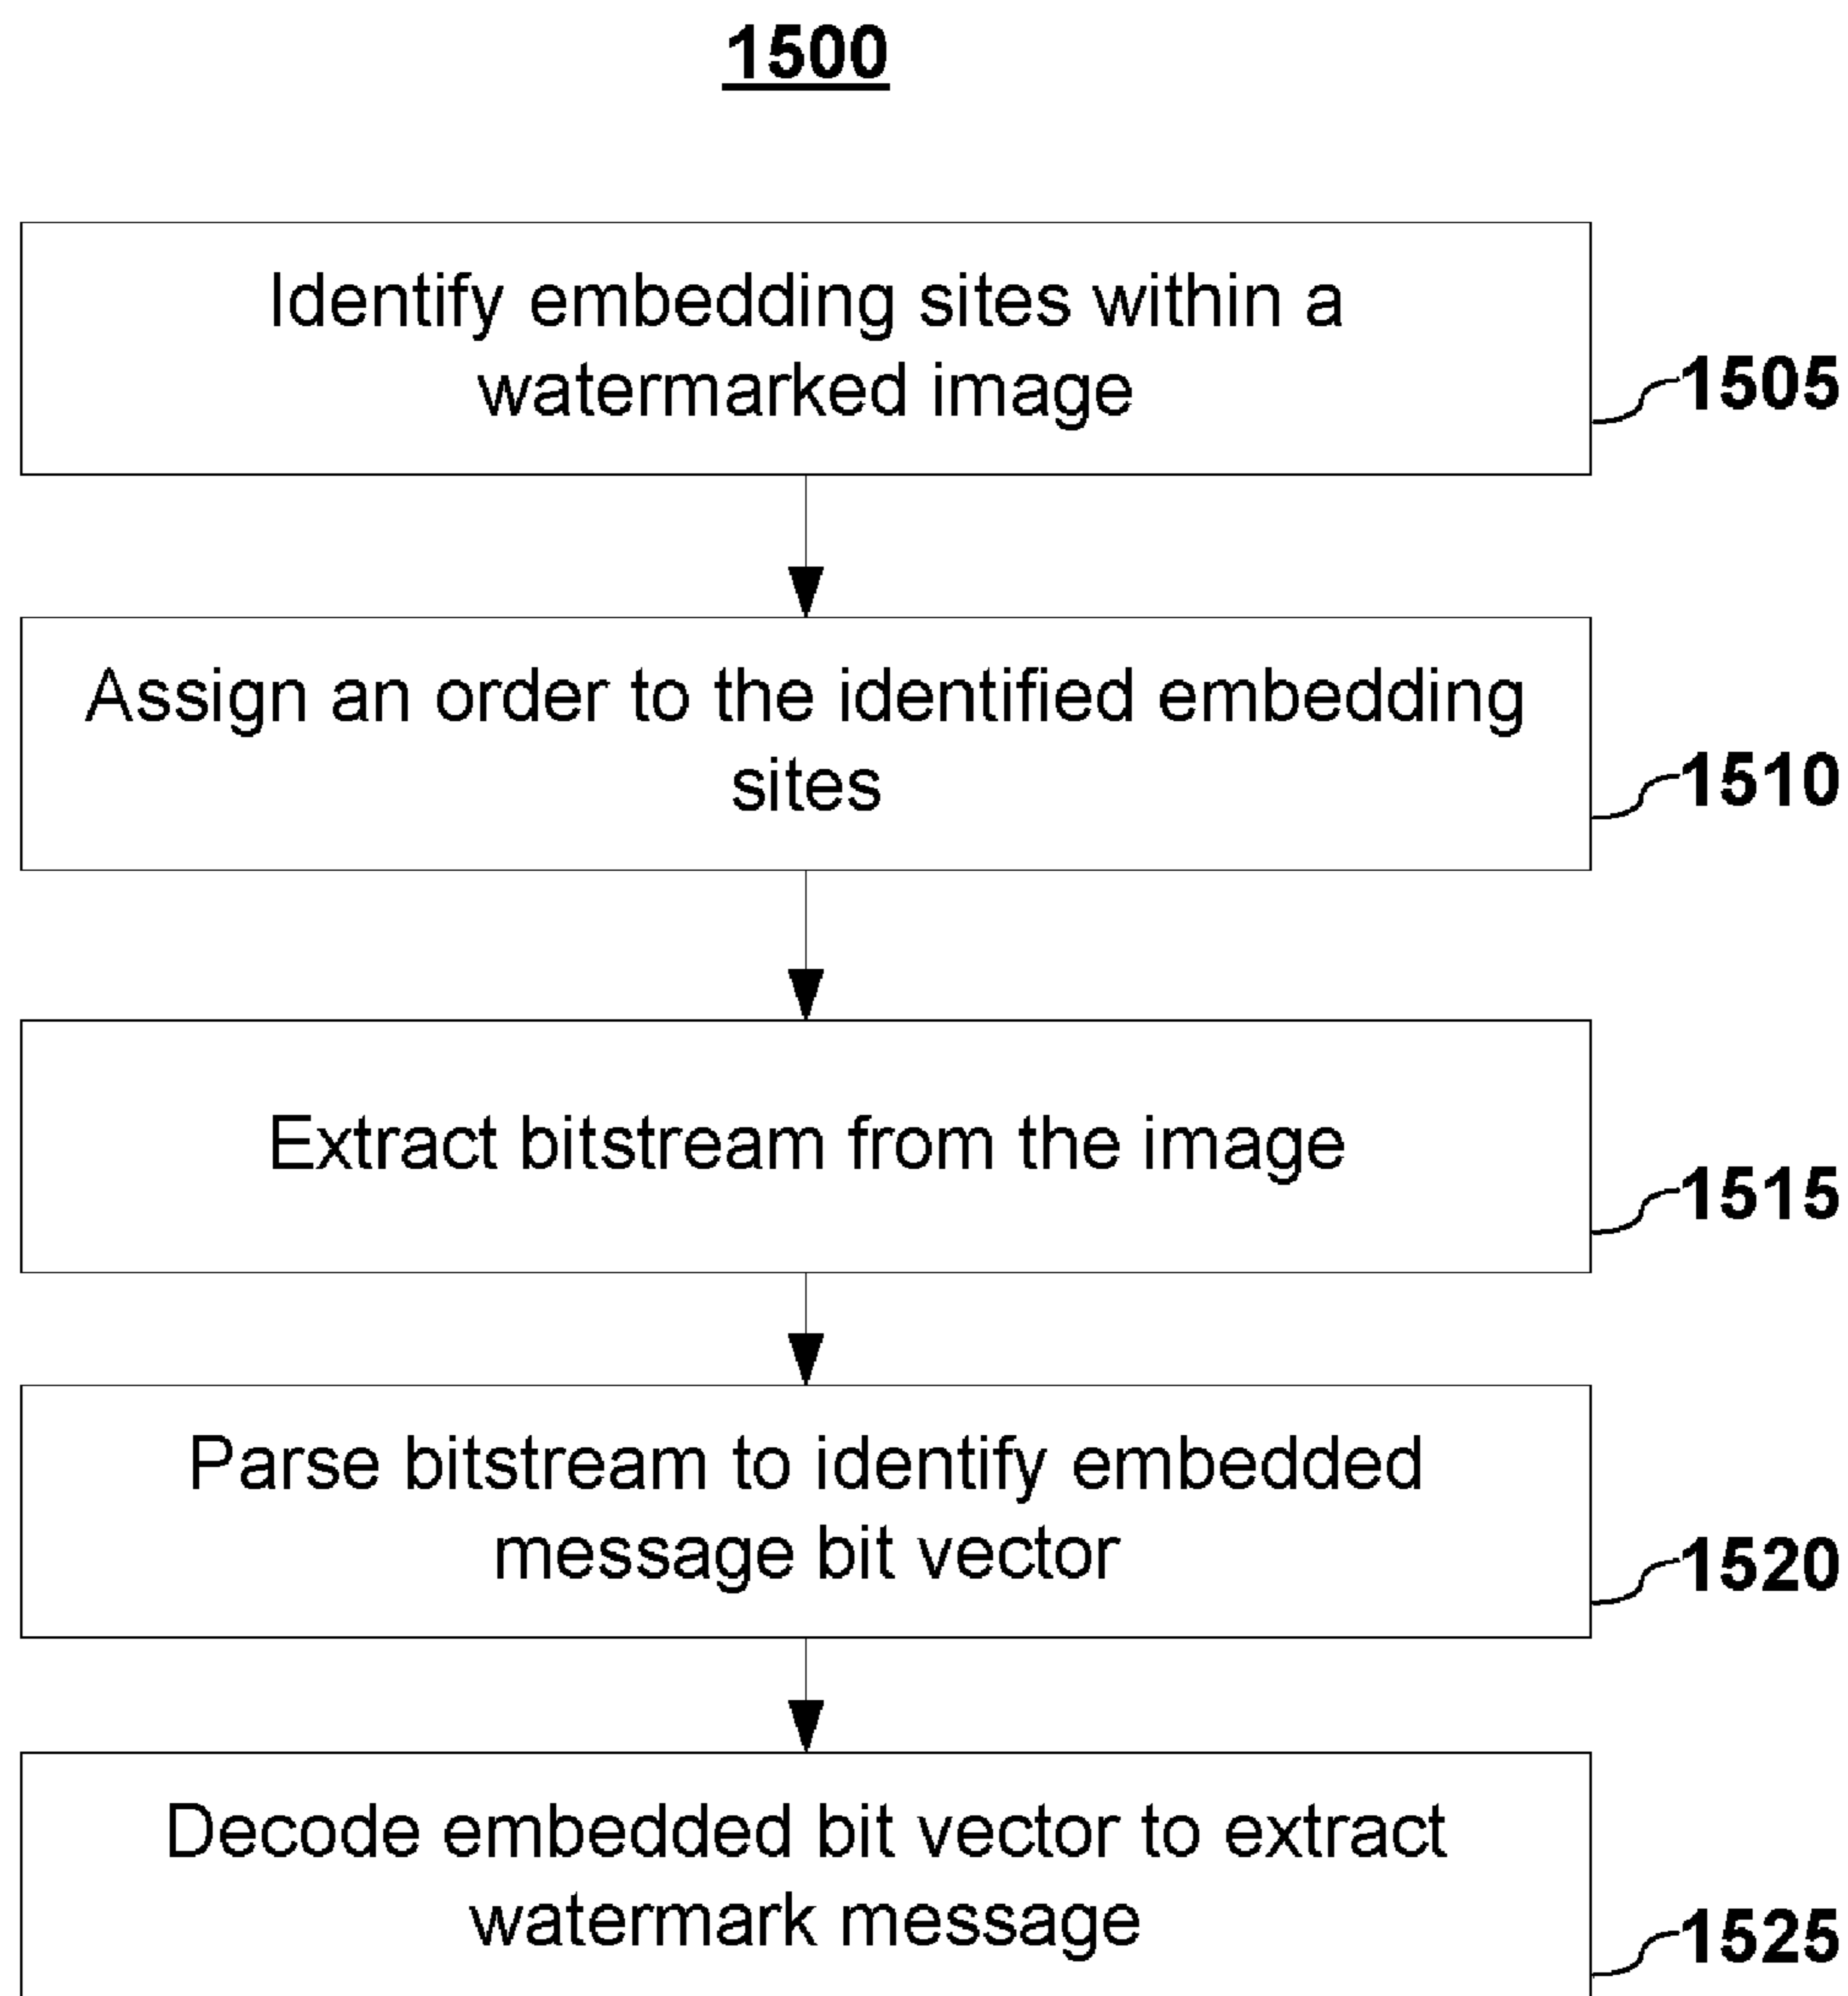 1500
Identify embedding sites within a
watermarked image
1505
Assign an order to the identified embedding
sites
1510
Extract bitstream from the image
1515
Parse bitstream to identify embedded
message bit vector
1520
Decode embedded bit vector to extract
watermark message
1525